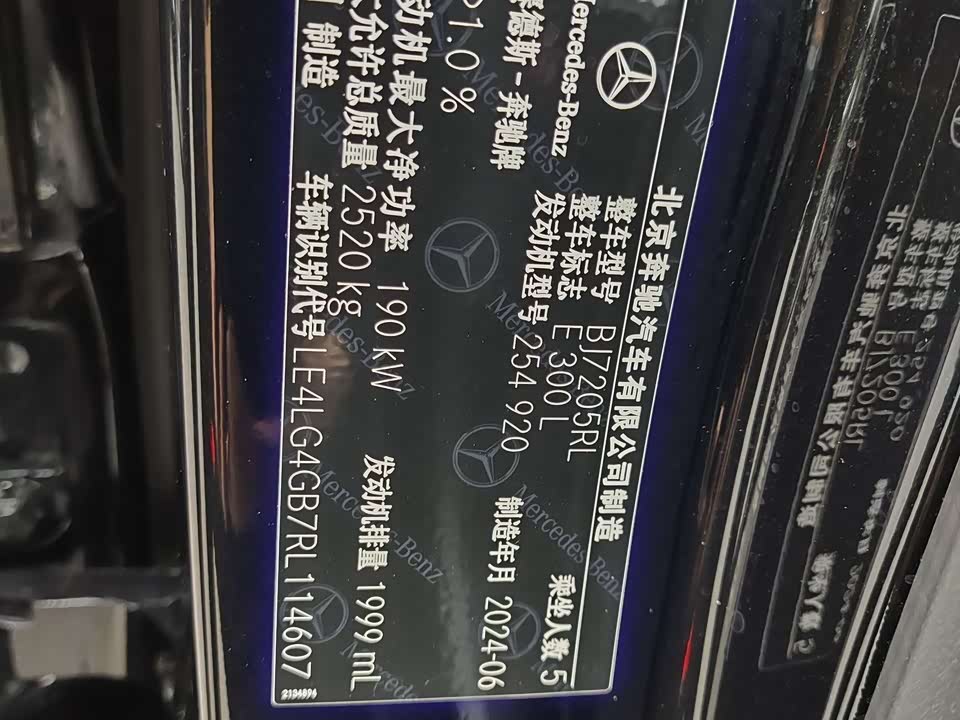 北京奔驰汽车有限公司制造
Mercedes-Benz
整车型号 BJ7205RL
整车标志 E 300 L 乘坐人数 5
发动机型号 254 920
德斯-奔驰牌 制造年月 2024-06
1.0 %
动机最大净功率 190 kW 发动机排量 1999 mL
允许总质量 2520 kg
制造 车辆识别代号 LE4LG4GB7RL114607
2194894